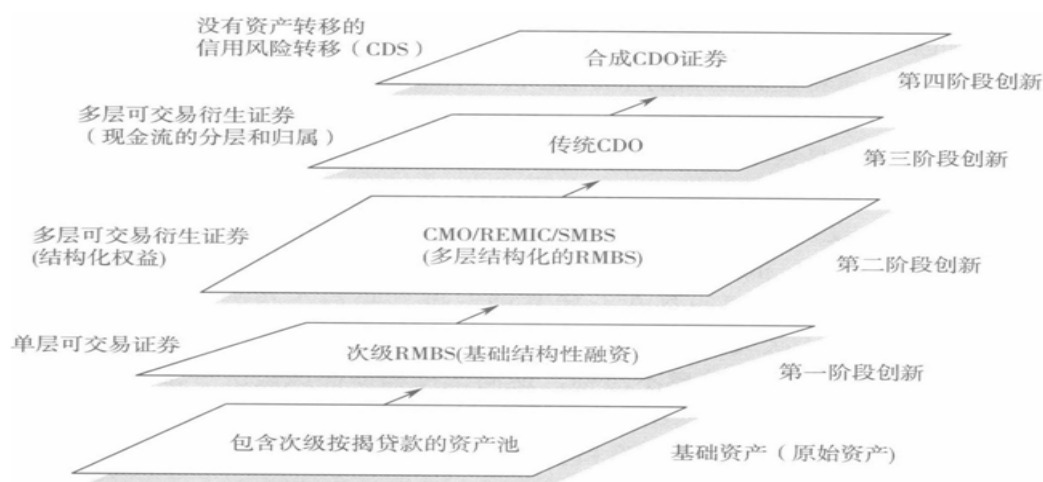 没有资产转移的
信用风险转移（CDS）
合成CDO证券
第四阶段创新
多层可交易衍生证券
（现金流的分层和归属）
传统CDO
第三阶段创新
多层可交易衍生证券
(结构化权益)
CMO/REMIC/SMBS
(多层结构化的RMBS)
第二阶段创新
单层可交易证券
次级RMBS(基础结构性融资)
第一阶段创新
包含次级按揭贷款的资产池
基础资产（原始资产)